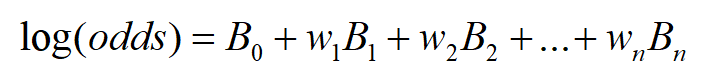 log(odds) = B₀ + w₁B₁ + w₂B₂ + ... + wₙBₙ